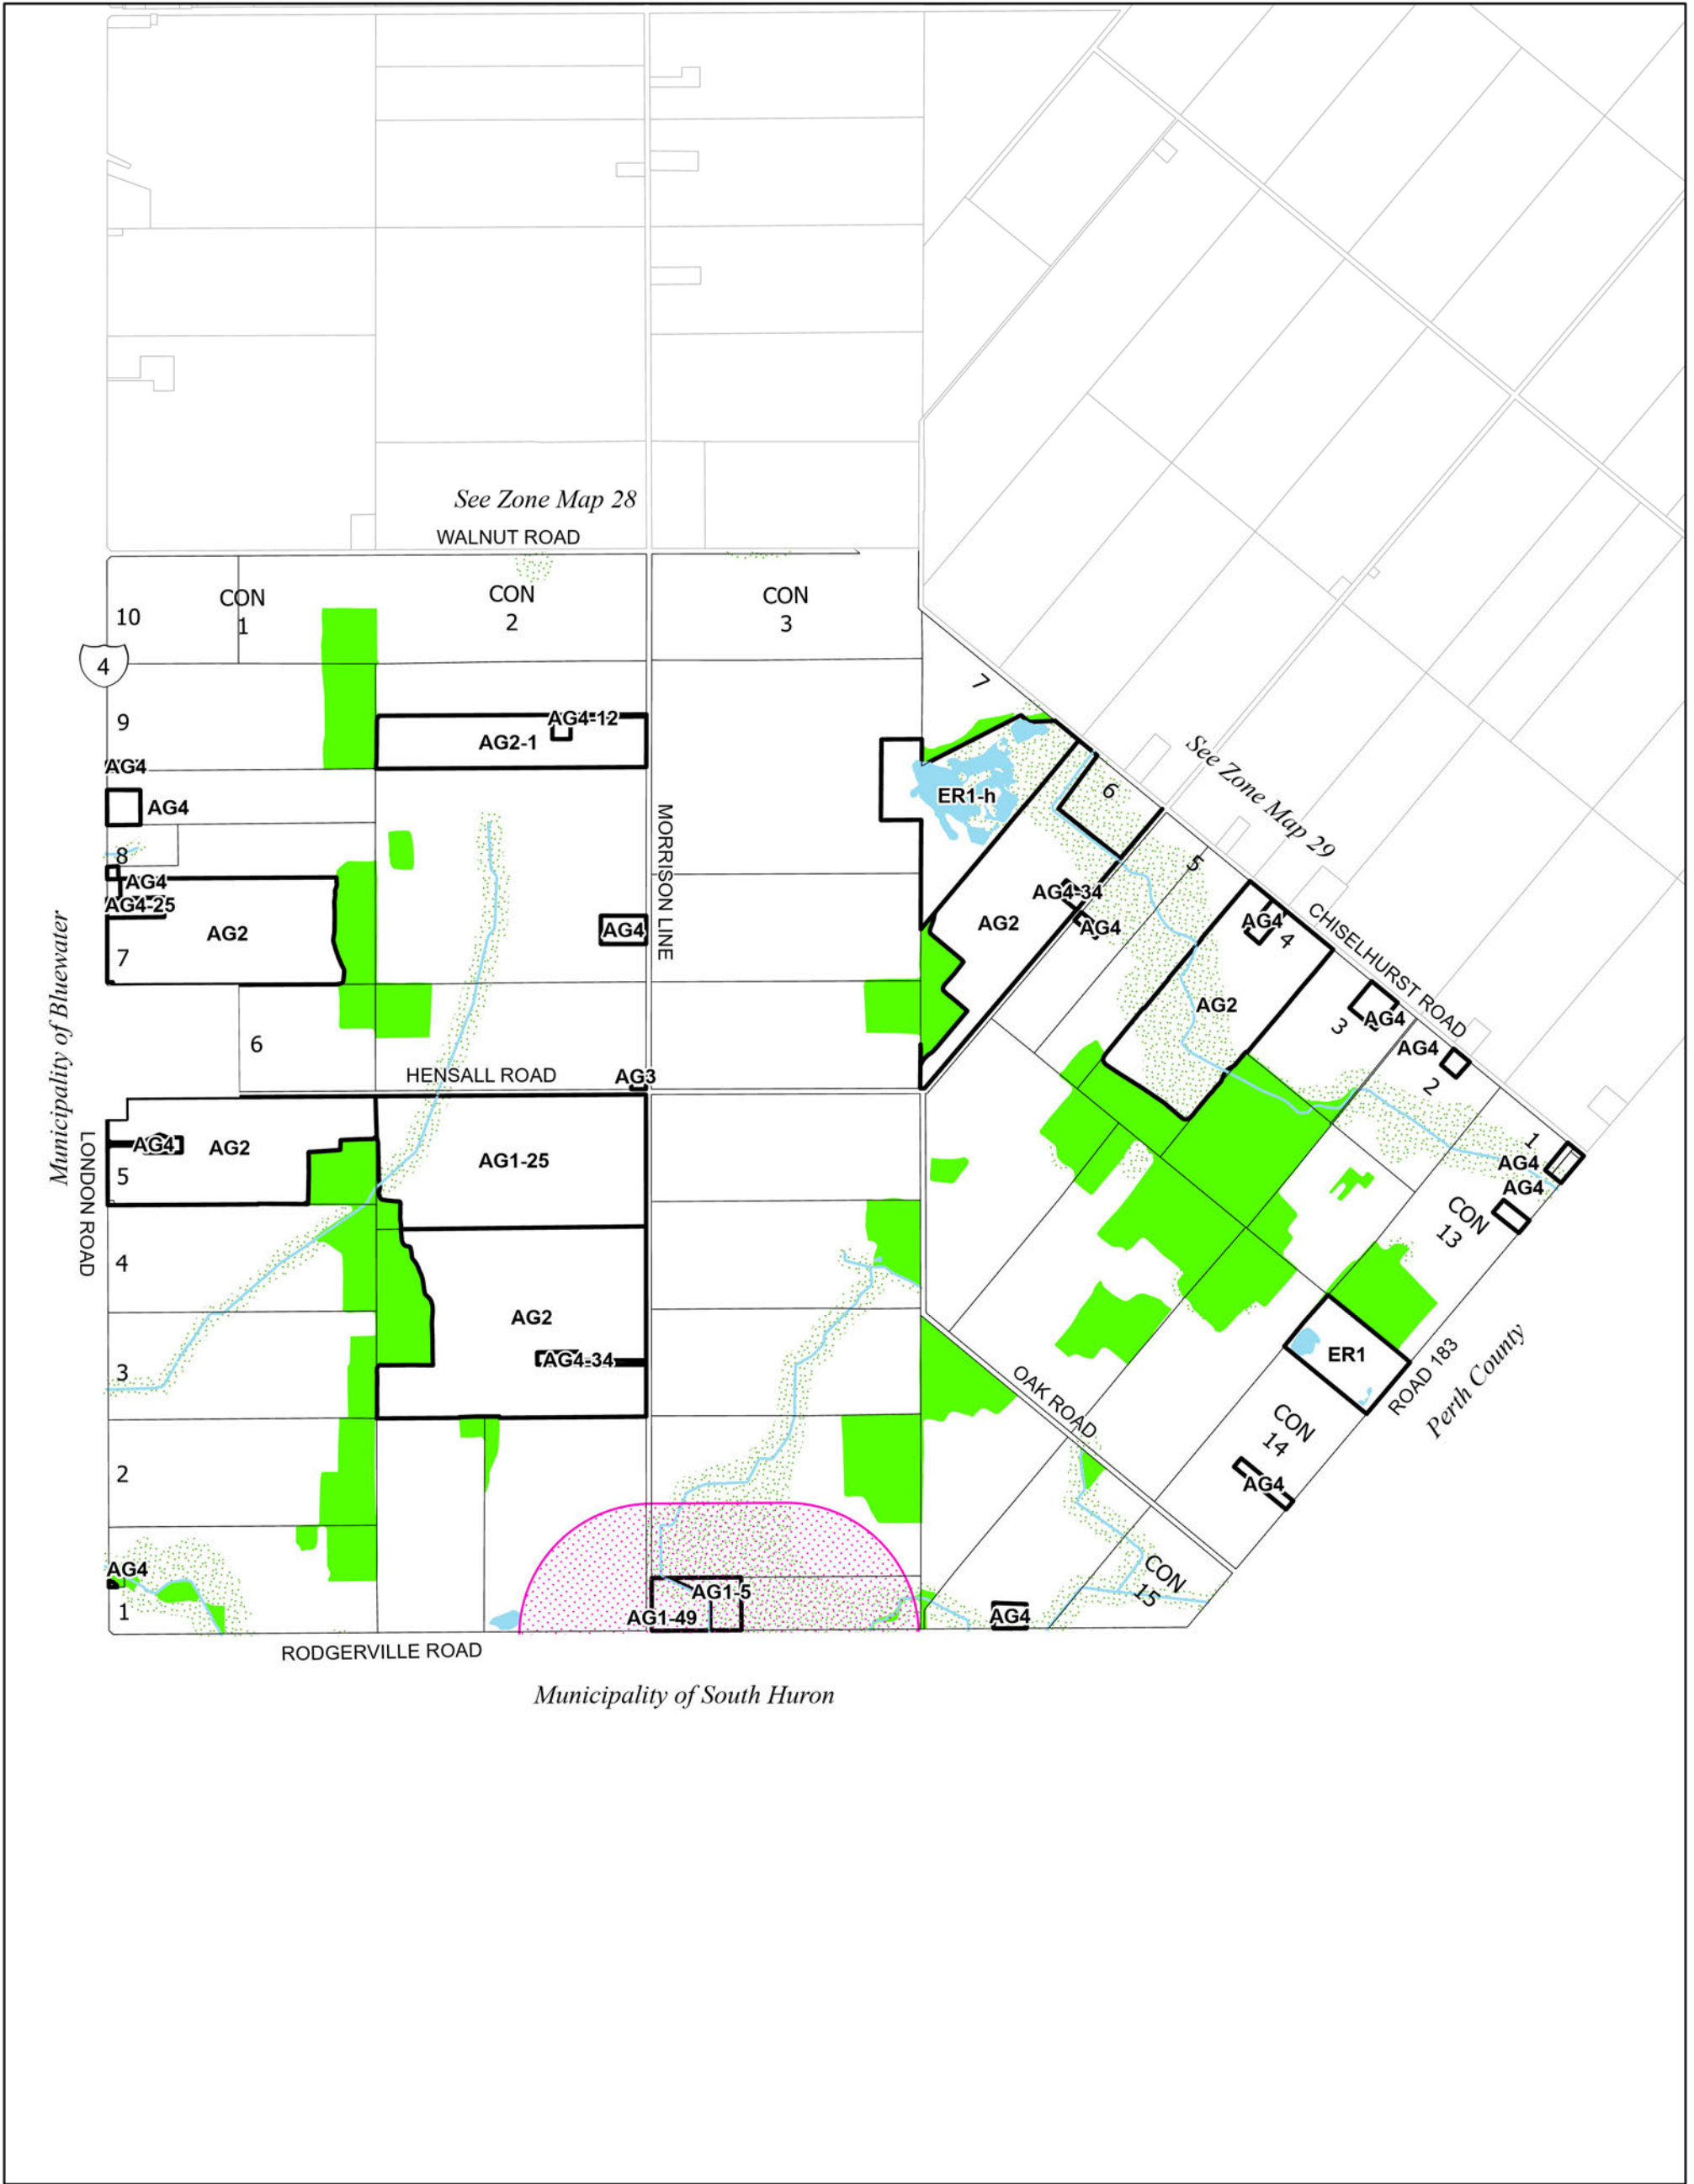 See Zone Map 28
WALNUT ROAD
CON
1
CON
2
CON
3
10
4
9
AG4-12
AG2-1
AG4
AG4
8
AG4
AG4-25
AG2
7
AG4
MORRISON LINE
7
ER1-h
6
See Zone Map 29
5
AG4-34
AG4
AG2
AG4
4
CHISELHURST ROAD
AG2
3
AG4
AG4
2
1
AG4
AG4
CON
13
6
HENSALL ROAD
AG3
Municipality of Bluewater
LONDON ROAD
AG4
AG2
5
AG1-25
4
AG2
3
AG4-34
ER1
ROAD 183
Perth County
OAK ROAD
CON
14
AG4
2
CON
15
AG4
1
AG1-5
AG1-49
AG4
RODGERVILLE ROAD
Municipality of South Huron